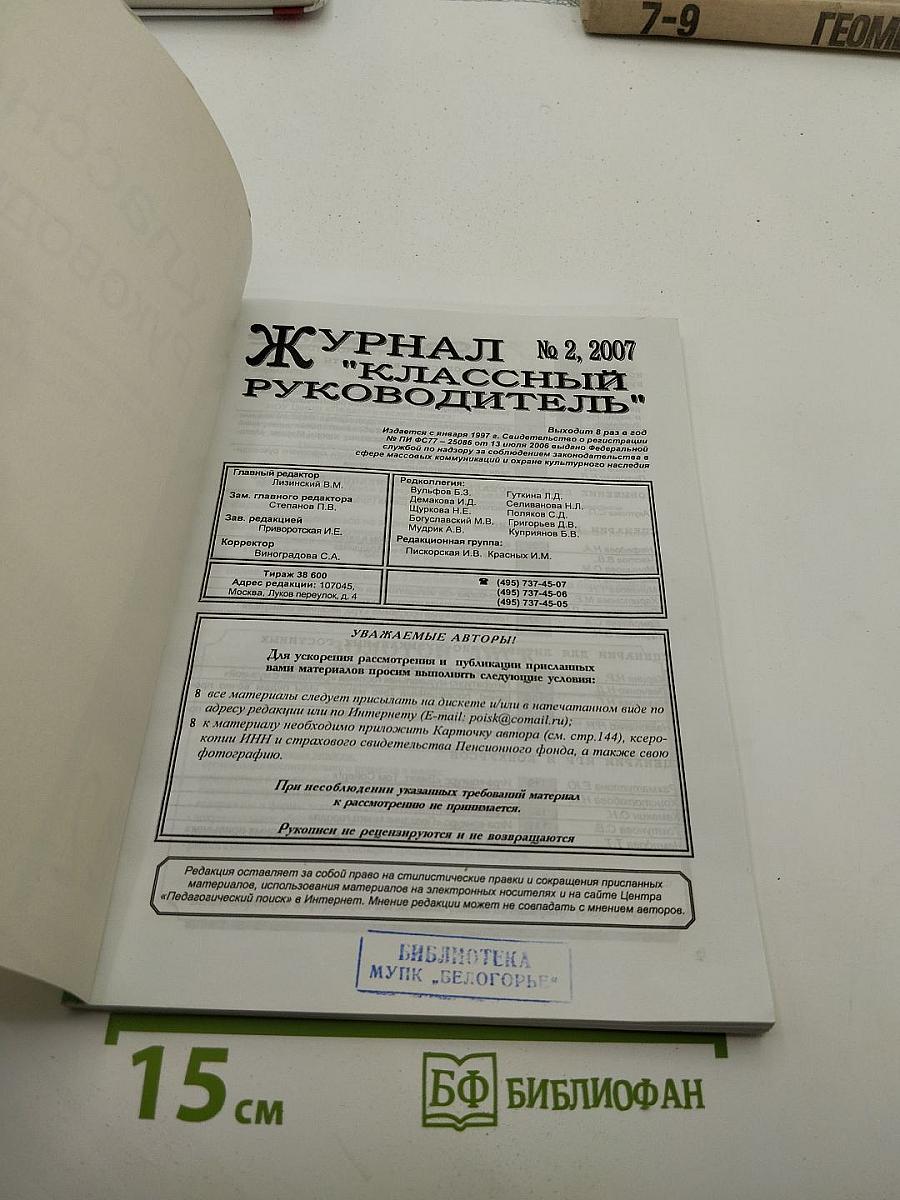 7-9
ЖУРНАЛ № 2, 2007
"КЛАССНЫЙ
РУКОВОДИТЕЛЬ"
Выходит 8 раз в год
Издается с января 1997 г. Свидетельство о регистрации
№ ПИ ФС77 – 25086 от 13 июля 2006 выдано Федеральной
службой по надзору за соблюдением законодательства в
сфере массовых коммуникаций и охране культурного наследия
Главный редактор
Лизинский В.М.
Зам. главного редактора
Степанов П.В.
Зав. редакцией
Приворотская И.Е.
Корректор
Виноградова С.А.
Редколлегия:
Вульфов Б.З. Гуткина Л.Д.
Демакова И.Д. Селиванова Н.Л.
Щуркова Н.Е. Поляков С.Д.
Богуславский М.В. Григорьев Д.В.
Мудрик А.В. Куприянов Б.В.
Редакционная группа:
Пискорская И.В. Красных И.М.
Тираж 38 600
Адрес редакции: 107045,
Москва, Луков переулок, д. 4
☎ (495) 737-45-07
(495) 737-45-06
(495) 737-45-05
УВАЖАЕМЫЕ АВТОРЫ!
Для ускорения рассмотрения и публикации присланных
вами материалов просим выполнять следующие условия:
8 все материалы следует присылать на дискете и/или в напечатанном виде по
адресу редакции или по Интернету (E-mail: poisk@comail.ru);
8 к материалу необходимо приложить Карточку автора (см. стр.144), ксеро-
копии ИНН и страхового свидетельства Пенсионного фонда, а также свою
фотографию.
При несоблюдении указанных требований материал
к рассмотрению не принимается.
Рукописи не рецензируются и не возвращаются
Редакция оставляет за собой право на стилистические правки и сокращения присланных
материалов, использования материалов на электронных носителях и на сайте Центра
«Педагогический поиск» в Интернет. Мнение редакции может не совпадать с мнением авторов.
БИБЛИОТЕКА
МУПК „БЕЛОГОРЬЕ“
15 см
БФ БИБЛИОФАН